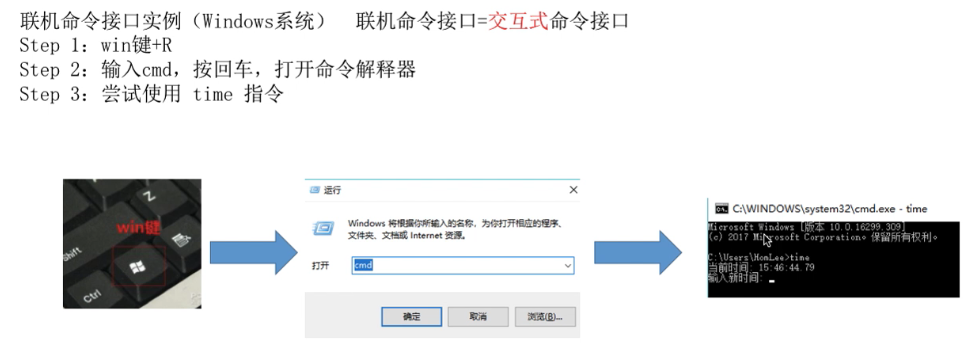 联机命令接口实例（Windows系统） 联机命令接口=交互式命令接口
Step 1：win键+R
Step 2：输入cmd，按回车，打开命令解释器
Step 3：尝试使用 time 指令
Z
win键
Shift
Ctrl
运行
Windows 将根据你所输入的名称，为你打开相应的程序、
文件夹、文档或 Internet 资源。
打开
cmd
确定
取消
浏览(B)...
C:\WINDOWS\system32\cmd.exe - time
Microsoft Windows [版本 10.0.16299.309]
(c) 2017 Microsoft Corporation。保留所有权利。
C:\Users\HomLee>time
当前时间: 15:46:44.79
输入新时间: